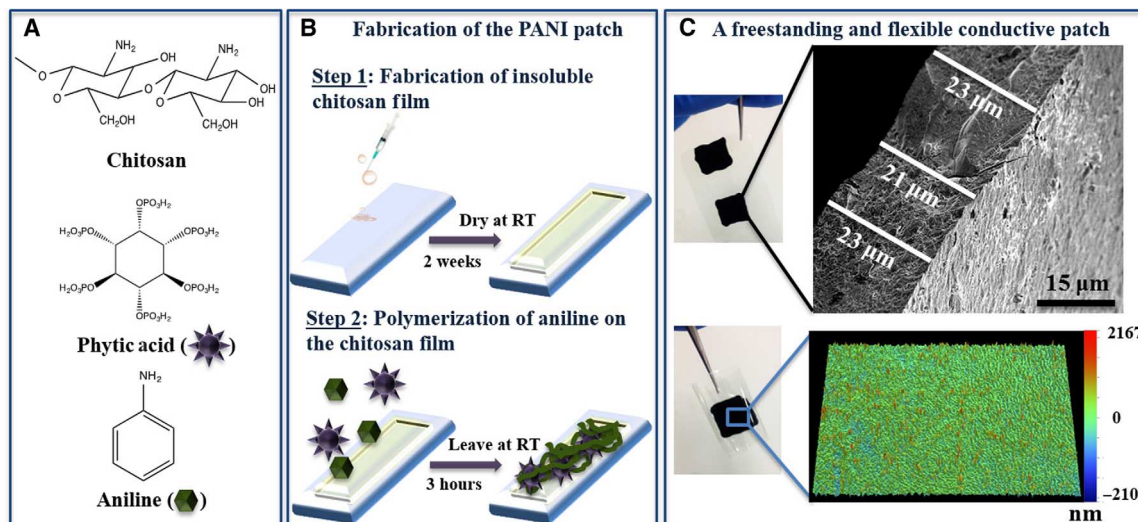 A
NH2
OH
NH2
OH
OH
O
O
O
O
HO
CH2OH
CH2OH
Chitosan
OPO3H2
H2O3PO
OPO3H2
H2O3PO
OPO3H2
OPO3H2
Phytic acid ( )
NH2
Aniline ( )
B
Fabrication of the PANI patch
Step 1: Fabrication of insoluble
chitosan film
Dry at RT
2 weeks
Step 2: Polymerization of aniline on
the chitosan film
Leave at RT
3 hours
C
A freestanding and flexible conductive patch
23 µm
21 µm
23 µm
15 µm
2167
0
−210
nm